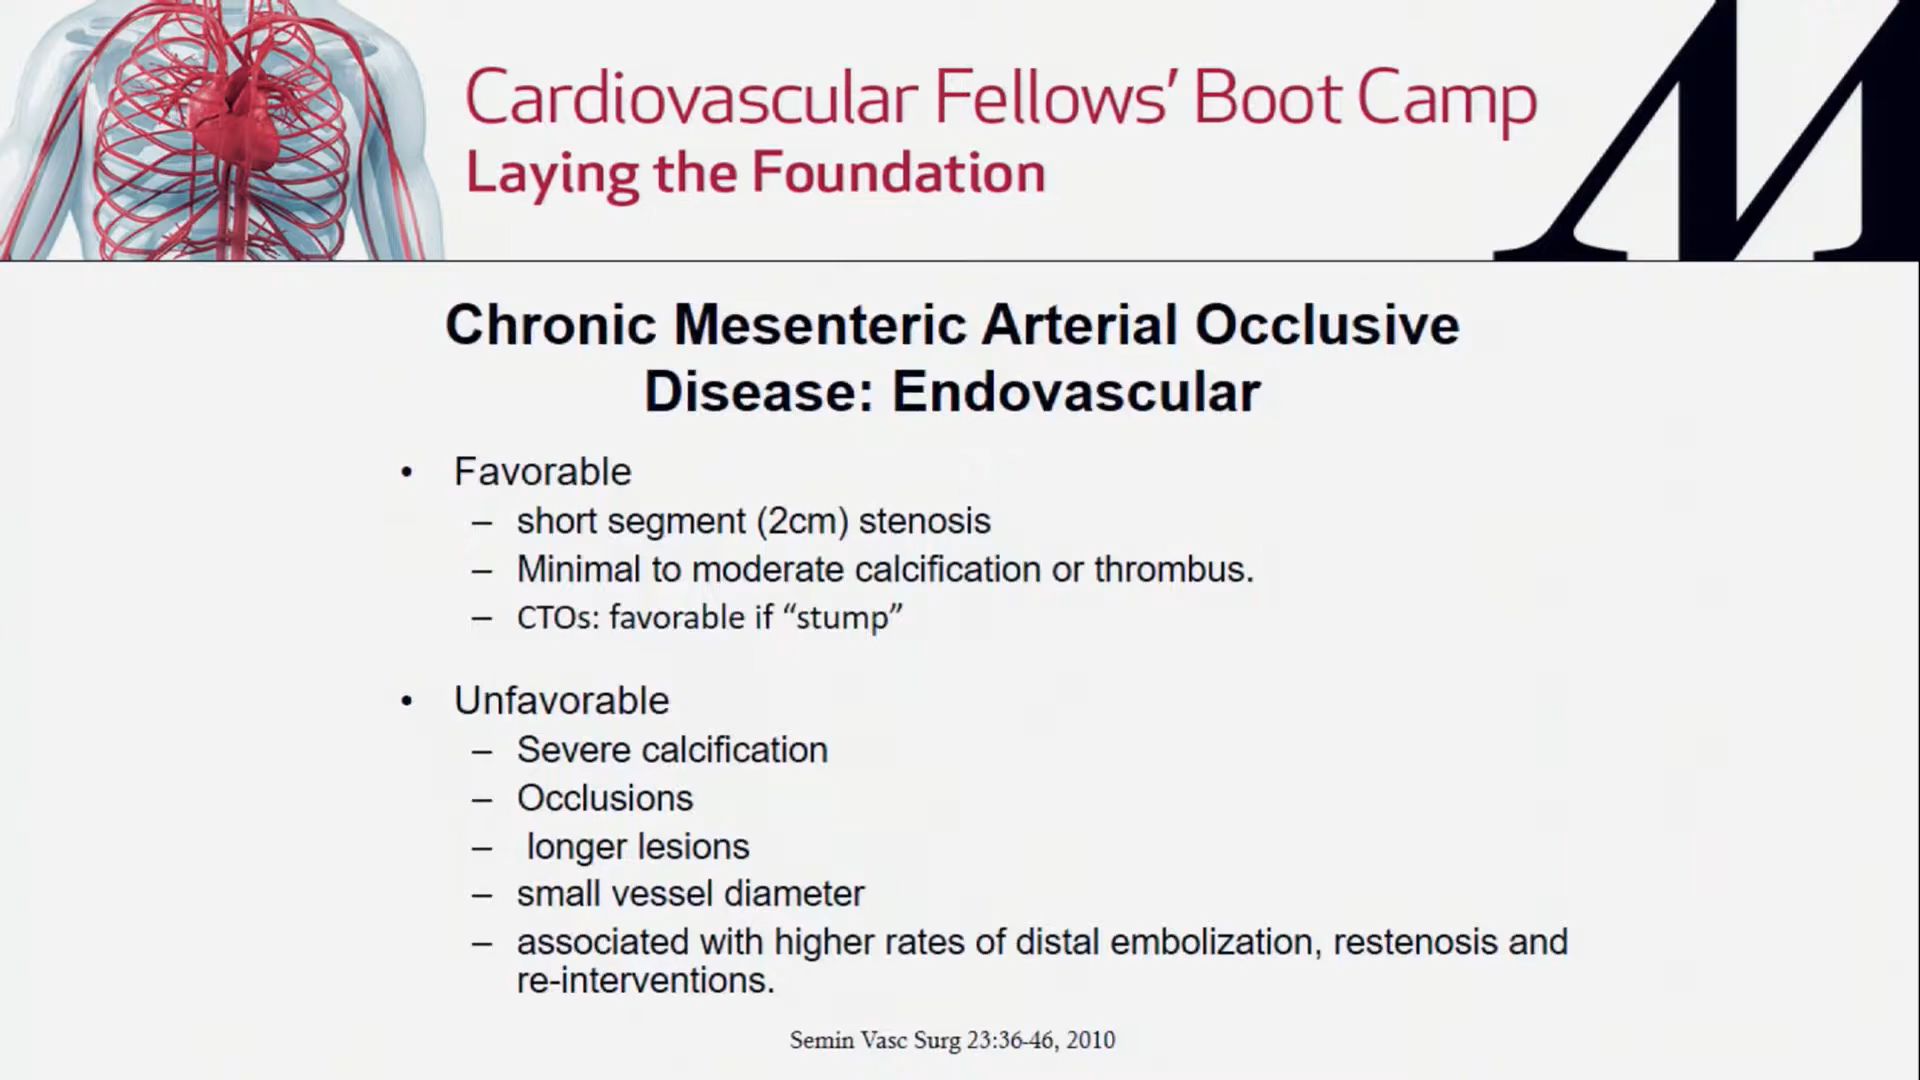 Cardiovascular Fellows' Boot Camp
Laying the Foundation
M
Chronic Mesenteric Arterial Occlusive
Disease: Endovascular
• Favorable
– short segment (2cm) stenosis
– Minimal to moderate calcification or thrombus.
– CTOs: favorable if “stump”
• Unfavorable
– Severe calcification
– Occlusions
– longer lesions
– small vessel diameter
– associated with higher rates of distal embolization, restenosis and
re-interventions.
Semin Vasc Surg 23:36-46, 2010